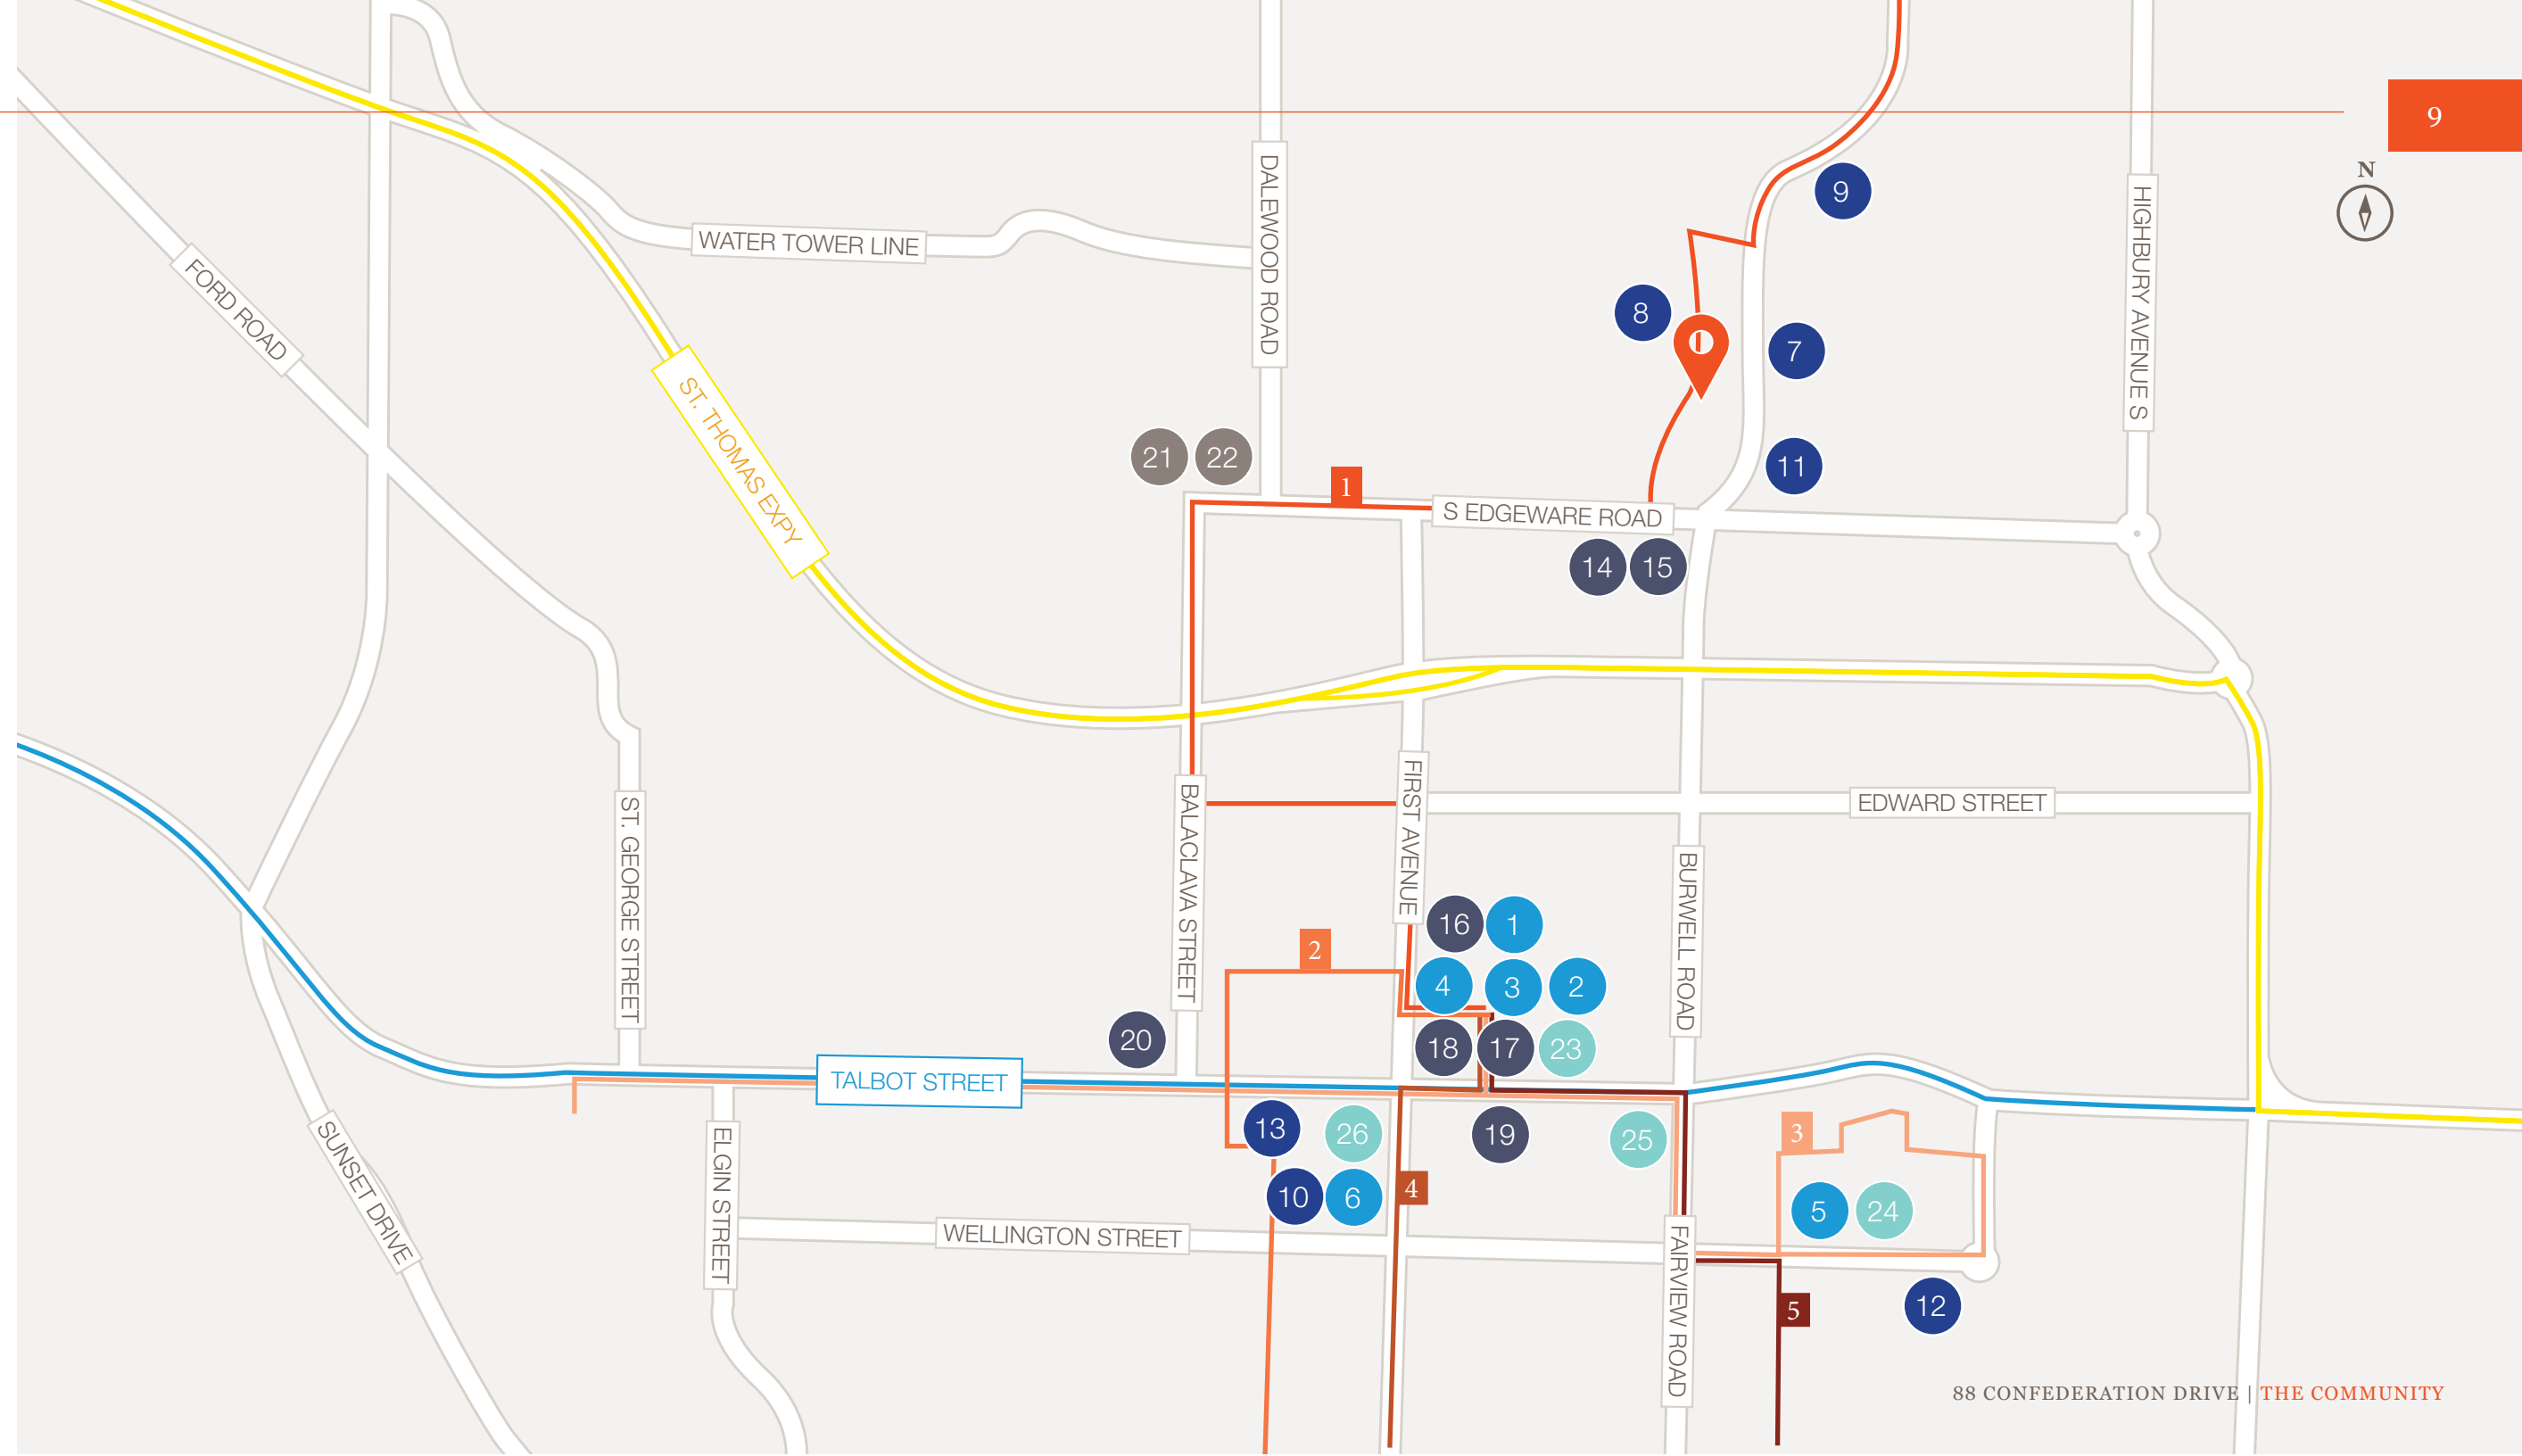 9
N
DALEWOOD ROAD
HIGHBURY AVENUE S
9
WATER TOWER LINE
FORD ROAD
8
7
ST. THOMAS EXPY
21
22
11
1
S EDGEWARE ROAD
14
15
BALACLAVA STREET
FIRST AVENUE
EDWARD STREET
ST. GEORGE STREET
BURWELL ROAD
16
1
2
4
3
2
20
18
17
23
TALBOT STREET
13
26
19
25
3
SUNSET DRIVE
ELGIN STREET
10
6
4
5
24
WELLINGTON STREET
FAIRVIEW ROAD
5
12
88 CONFEDERATION DRIVE | THE COMMUNITY